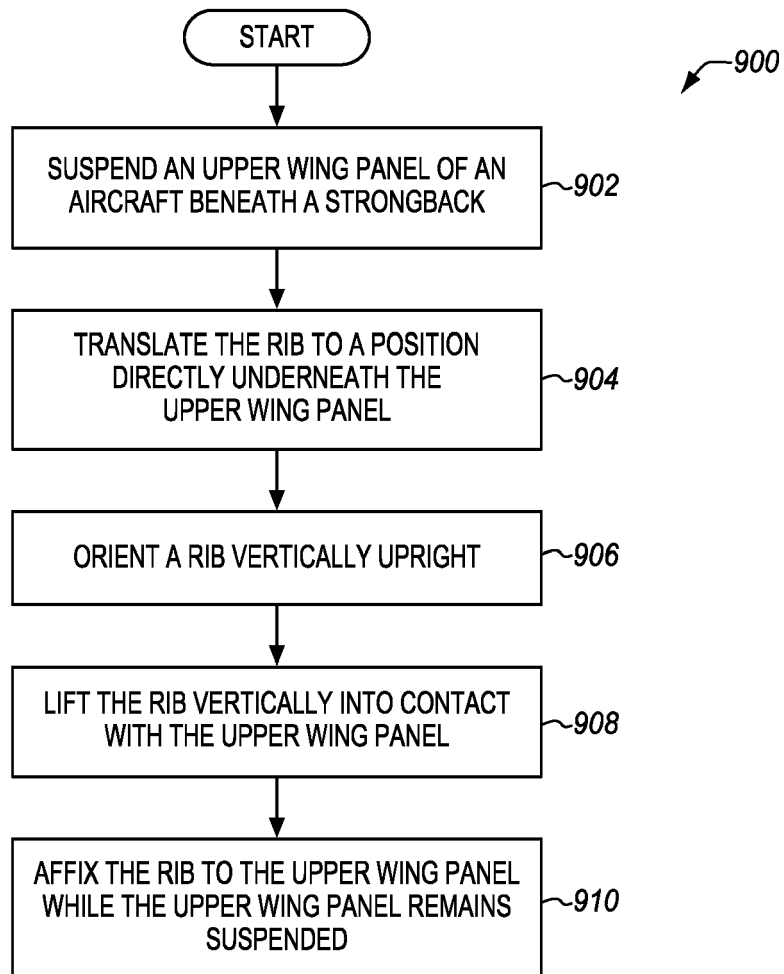 START
900
SUSPEND AN UPPER WING PANEL OF AN
AIRCRAFT BENEATH A STRONGBACK
902
TRANSLATE THE RIB TO A POSITION
DIRECTLY UNDERNEATH THE
UPPER WING PANEL
904
ORIENT A RIB VERTICALLY UPRIGHT
906
LIFT THE RIB VERTICALLY INTO CONTACT
WITH THE UPPER WING PANEL
908
AFFIX THE RIB TO THE UPPER WING PANEL
WHILE THE UPPER WING PANEL REMAINS
SUSPENDED
910